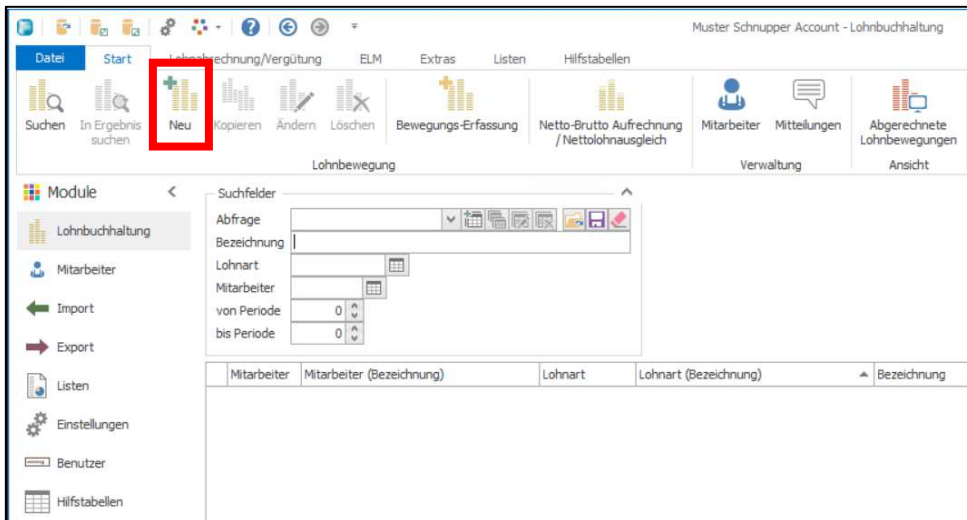 Muster Schnupper Account - Lohnbuchhaltung
Datei Start Lohnabrechnung/Vergütung ELM Extras Listen Hilfstabellen
Suchen In Ergebnis suchen Neu Kopieren Ändern Löschen Bewegungs-Erfassung Netto-Brutto Aufrechnung / Nettolohnausgleich Mitarbeiter Mitteilungen Abgerechnete Lohnbewegungen
Lohnbewegung Verwaltung Ansicht
Module
Lohnbuchhaltung
Mitarbeiter
Import
Export
Listen
Einstellungen
Benutzer
Hilfstabellen
Suchfelder
Abfrage
Bezeichnung
Lohnart
Mitarbeiter
von Periode 0
bis Periode 0
Mitarbeiter Mitarbeiter (Bezeichnung) Lohnart Lohnart (Bezeichnung) Bezeichnung